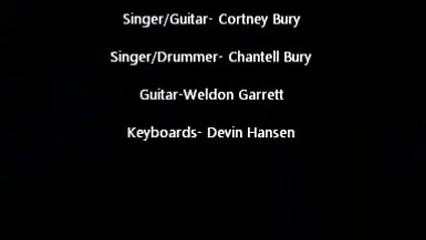 Singer/Guitar- Cortney Bury
Singer/Drummer- Chantell Bury
Guitar-Weldon Garrett
Keyboards- Devin Hansen